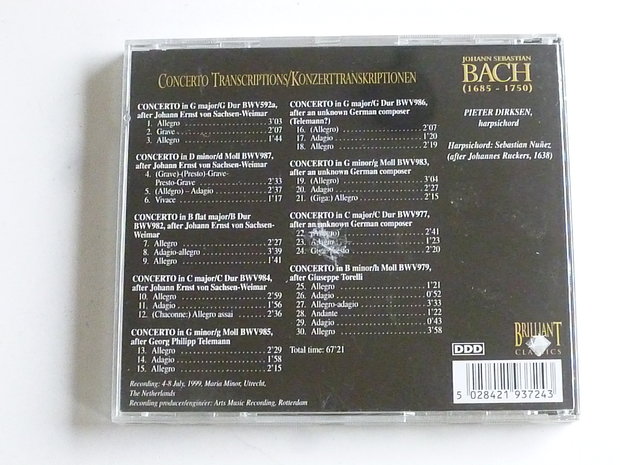 CONCERTO TRANSCRIPTIONS/KONZERTTRANSKRIPTIONEN
JOHANN SEBASTIAN
BACH
(1685 - 1750)
PIETER DIRKSEN,
harpsichord
Harpsichord: Sebastian Nuñez
(after Johannes Ruckers, 1638)
CONCERTO in G major/G Dur BWV592a,
after Johann Ernst von Sachsen-Weimar
1. Allegro 3'03
2. Grave 2'07
3. Allegro 1'44
CONCERTO in D minor/d Moll BWV987,
after Johann Ernst von Sachsen-Weimar
4. (Grave)-(Presto)-Grave-
Presto-Grave 2'33
5. (Allegro) – Adagio 2'37
6. Vivace 1'17
CONCERTO in B flat major/B Dur
BWV982, after Johann Ernst von Sachsen-
Weimar
7. Allegro 2'27
8. Adagio-allegro 3'39
9. Allegro 1'41
CONCERTO in C major/C Dur BWV984,
after Johann Ernst von Sachsen-Weimar
10. Allegro 2'59
11. Adagio 1'56
12. (Chaconne:) Allegro assai 2'36
CONCERTO in G minor/g Moll BWV985,
after Georg Philipp Telemann
13. Allegro 2'29
14. Adagio 1'58
15. Allegro 2'15
Recording: 4-8 July, 1999, Maria Minor, Utrecht,
The Netherlands
Recording producer/engineer: Arts Music Recording, Rotterdam
CONCERTO in G major/G Dur BWV986,
after an unknown German composer
(Telemann?)
16. (Allegro) 2'07
17. Adagio 1'20
18. Allegro 2'19
CONCERTO in G minor/g Moll BWV983,
after an unknown German composer
19. (Allegro) 3'04
20. Adagio 2'27
21. (Giga:) Allegro 2'15
CONCERTO in C major/C Dur BWV977,
after an unknown German composer
22. 2'41
23. Adagio 1'23
24. Giga 2'20
CONCERTO in B minor/h Moll BWV979,
after Giuseppe Torelli
25. Allegro 1'21
26. Adagio 0'52
27. Allegro-adagio 3'33
28. Andante 1'22
29. Adagio 0'43
30. Allegro 3'58
Total time: 67'21
DDD
BRILLIANT
CLASSICS
5 028421 937243